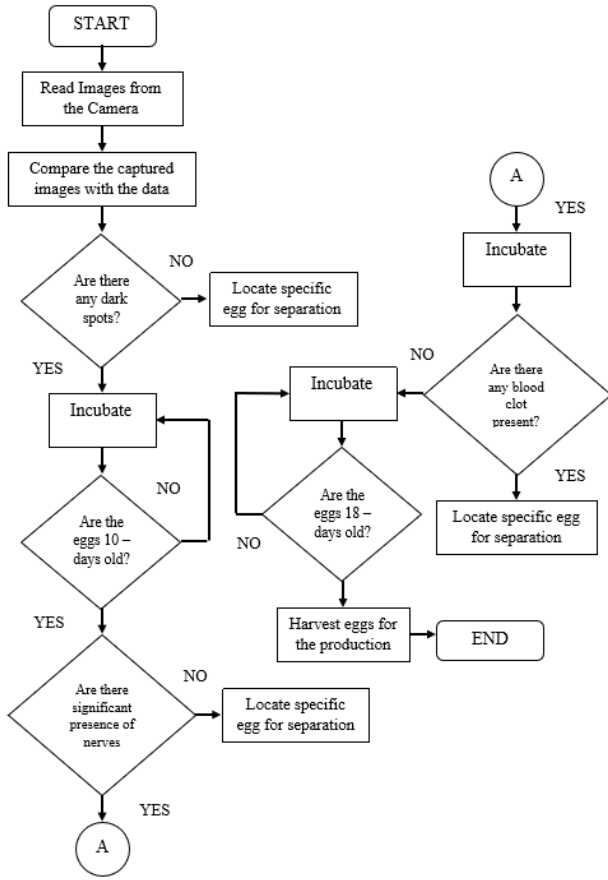 START
Read Images from
the Camera
Compare the captured
images with the data
Are there
any dark
spots?
NO
Locate specific
egg for separation
YES
Incubate
NO
Are the
eggs 10 –
days old?
YES
Are there
significant
presence of
nerves
NO
Locate specific
egg for separation
YES
A
A
YES
Incubate
Are there
any blood
clot
present?
NO
YES
Locate specific egg
for separation
Incubate
Are the
eggs 18 –
days old?
NO
Harvest eggs for
the production
END